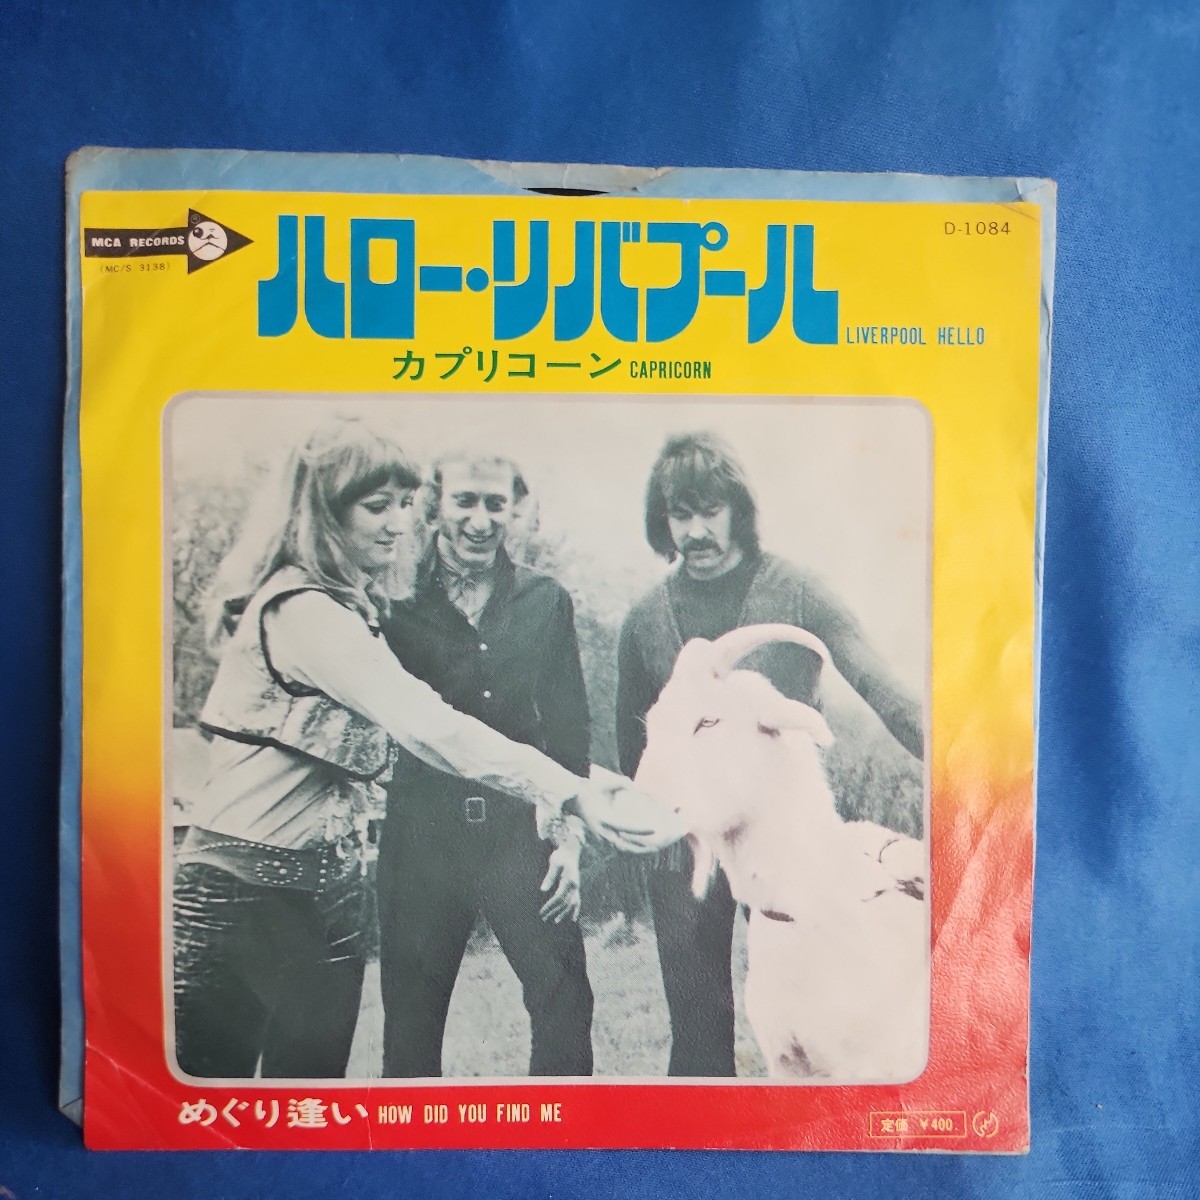 MCA RECORDS
(MC/S 3138)
D-1084
ハロー・リバプール
LIVERPOOL HELLO
カプリコーン CAPRICORN
めぐり逢い HOW DID YOU FIND ME
定価 ¥400.